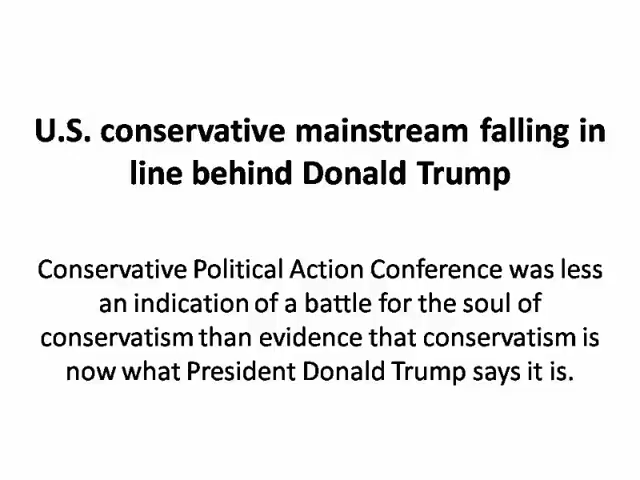 U.S. conservative mainstream falling in
line behind Donald Trump
Conservative Political Action Conference was less
an indication of a battle for the soul of
conservatism than evidence that conservatism is
now what President Donald Trump says it is.